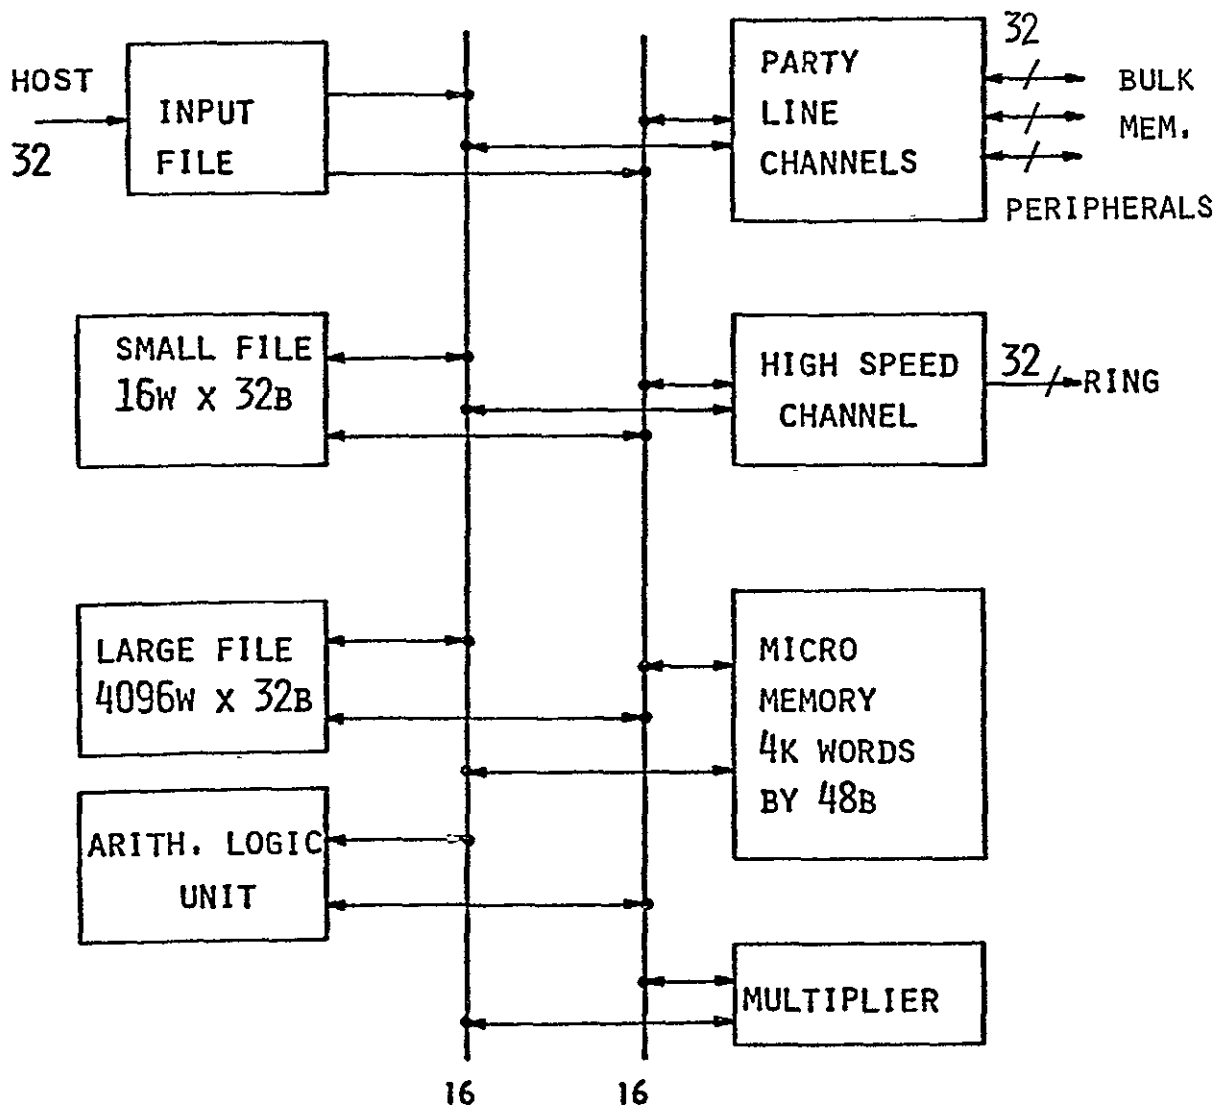 HOST
32
INPUT
FILE
PARTY
LINE
CHANNELS
32
BULK
MEM.
PERIPHERALS
SMALL FILE
16W X 32B
HIGH SPEED
CHANNEL
32
RING
LARGE FILE
4096W X 32B
MICRO
MEMORY
4K WORDS
BY 48B
ARITH. LOGIC
UNIT
MULTIPLIER
16
16